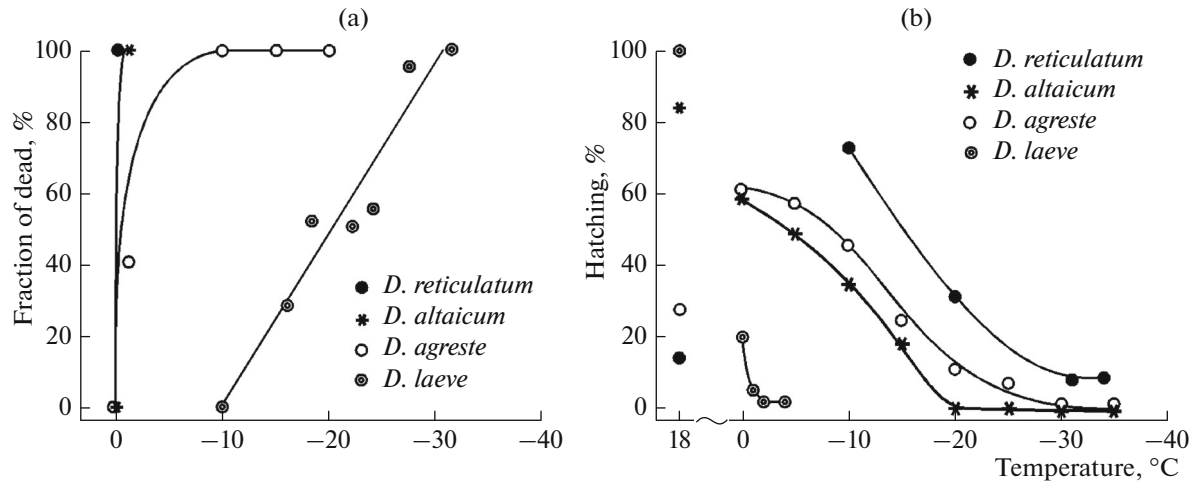 (a)
Fraction of dead, %
100
80
60
40
20
0
D. reticulatum
D. altaicum
D. agreste
D. laeve
0
−10
−20
−30
−40
(b)
Hatching, %
100
80
60
40
20
0
D. reticulatum
D. altaicum
D. agreste
D. laeve
18
0
−10
−20
−30
−40
Temperature, °C